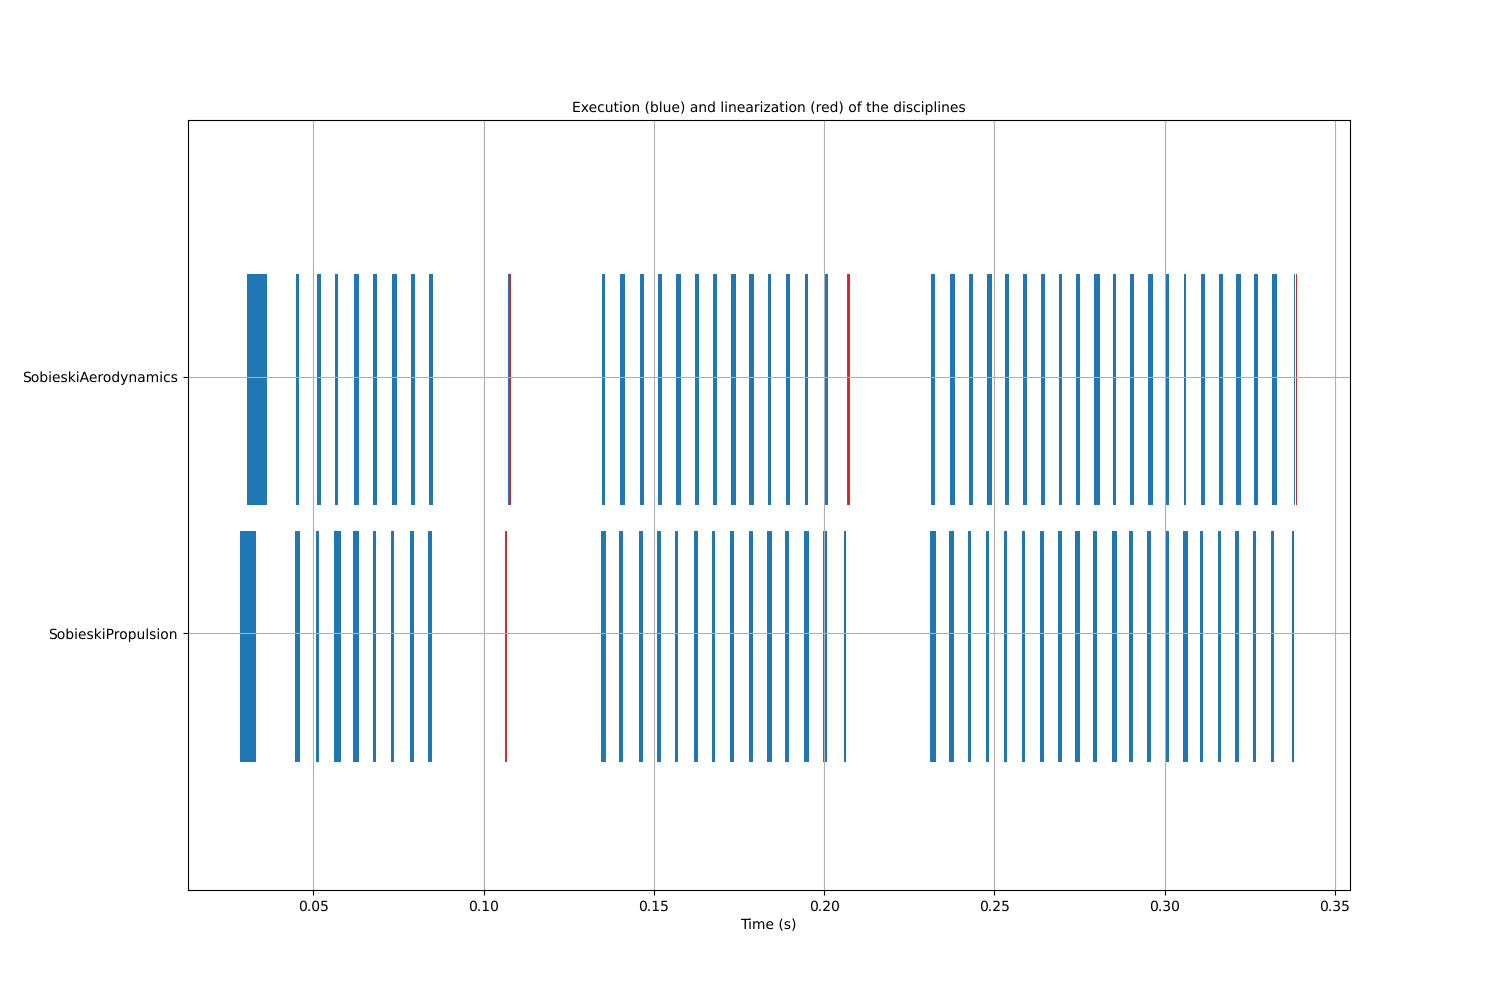 Execution (blue) and linearization (red) of the disciplines
SobieskiAerodynamics
SobieskiPropulsion
0.05 0.10 0.15 0.20 0.25 0.30 0.35
Time (s)